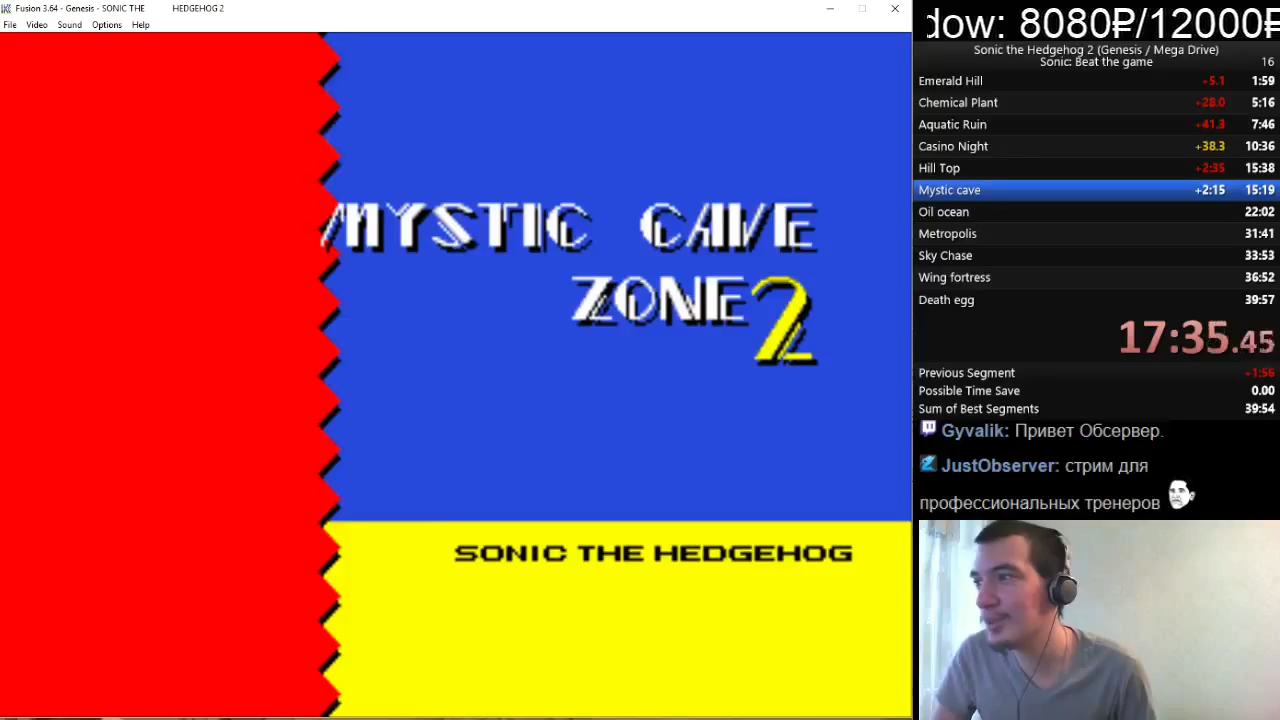 Fusion 3.64 - Genesis - SONIC THE HEDGEHOG 2
File Video Sound Options Help
MYSTIC CAVE
ZONE 2
SONIC THE HEDGEHOG
dow: 8080₽/12000₽
Sonic the Hedgehog 2 (Genesis / Mega Drive)
Sonic: Beat the game 16
Emerald Hill +5.1 1:59
Chemical Plant +28.0 5:16
Aquatic Ruin +41.3 7:46
Casino Night +38.3 10:36
Hill Top +2:35 15:38
Mystic cave +2:15 15:19
Oil ocean 22:02
Metropolis 31:41
Sky Chase 33:53
Wing fortress 36:52
Death egg 39:57
17:35.45
Previous Segment +1:56
Possible Time Save 0.00
Sum of Best Segments 39:54
Gyvalik: Привет Обсервер.
JustObserver: стрим для
профессиональных тренеров